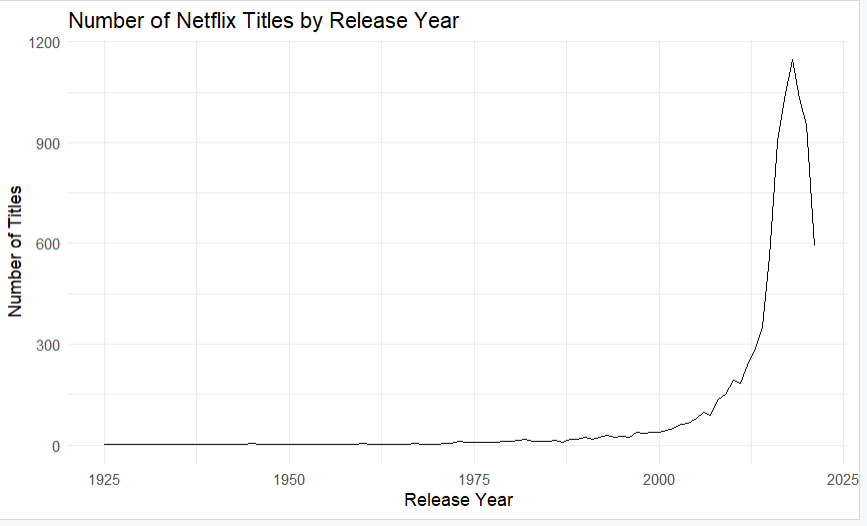 Number of Netflix Titles by Release Year
1200
900
600
300
0
Number of Titles
1925 1950 1975 2000 2025
Release Year